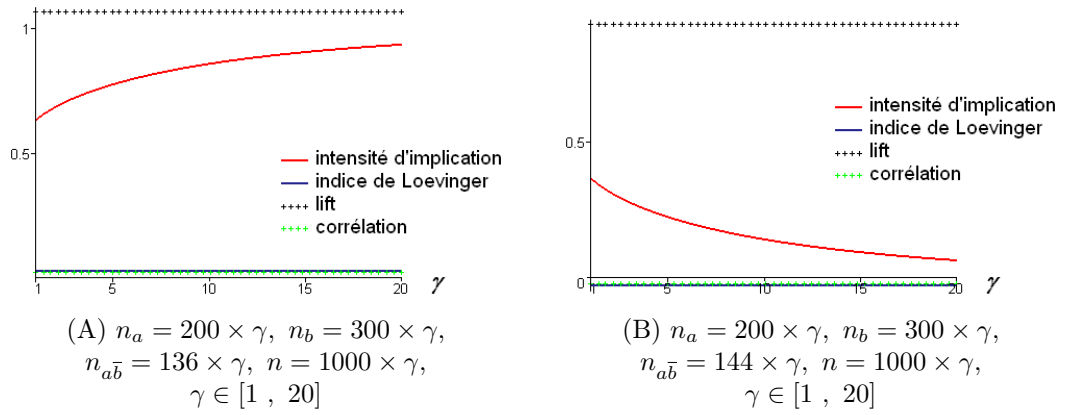 1
0.5
intensité d'implication
indice de Loevinger
lift
corrélation
1 5 10 15 20 γ
(A) n_a = 200 × γ, n_b = 300 × γ,
n_{ab̅} = 136 × γ, n = 1000 × γ,
γ ∈ [1 , 20]
0.5
intensité d'implication
indice de Loevinger
lift
corrélation
0
1 5 10 15 20 γ
(B) n_a = 200 × γ, n_b = 300 × γ,
n_{ab̅} = 144 × γ, n = 1000 × γ,
γ ∈ [1 , 20]